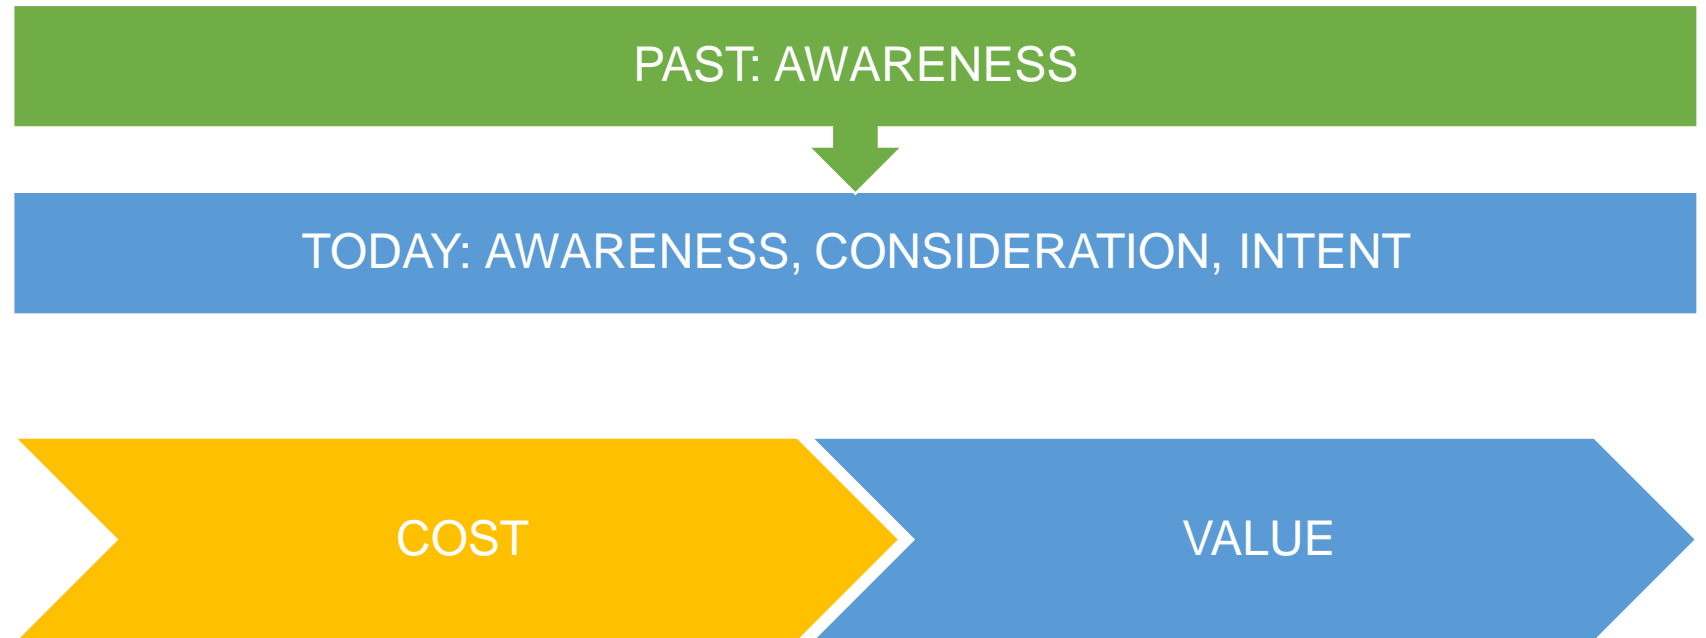 PAST: AWARENESS
TODAY: AWARENESS, CONSIDERATION, INTENT
COST
VALUE